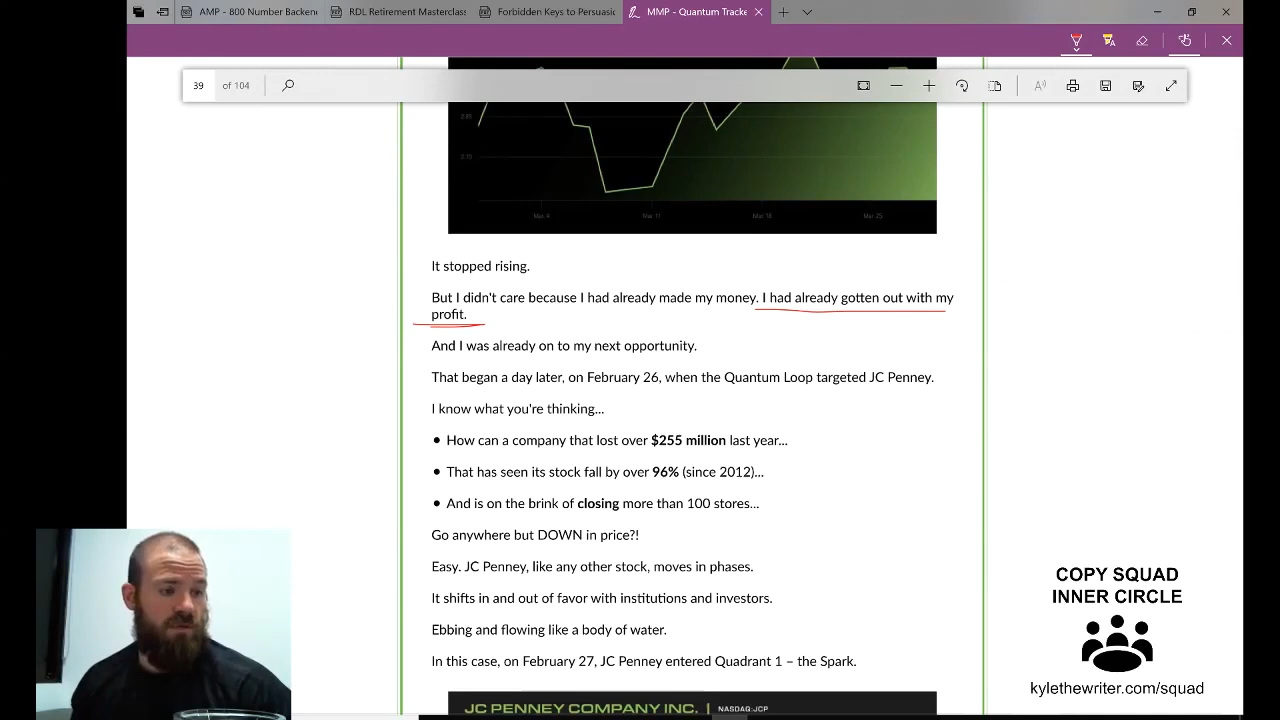 AMP - 800 Number Backen
RDL Retirement Masterclass
Forbidden Keys to Persuasic
MMP - Quantum Tracke
39 of 104
2.85
2.70
Mar. 4 Mar. 11 Mar. 18 Mar. 25
It stopped rising.
But I didn't care because I had already made my money. I had already gotten out with my
profit.
And I was already on to my next opportunity.
That began a day later, on February 26, when the Quantum Loop targeted JC Penney.
I know what you're thinking...
• How can a company that lost over $255 million last year...
• That has seen its stock fall by over 96% (since 2012)...
• And is on the brink of closing more than 100 stores...
Go anywhere but DOWN in price?!
Easy. JC Penney, like any other stock, moves in phases.
It shifts in and out of favor with institutions and investors.
Ebbing and flowing like a body of water.
In this case, on February 27, JC Penney entered Quadrant 1 – the Spark.
JC PENNEY COMPANY INC. | NASDAQ:JCP
COPY SQUAD
INNER CIRCLE
kylethewriter.com/squad